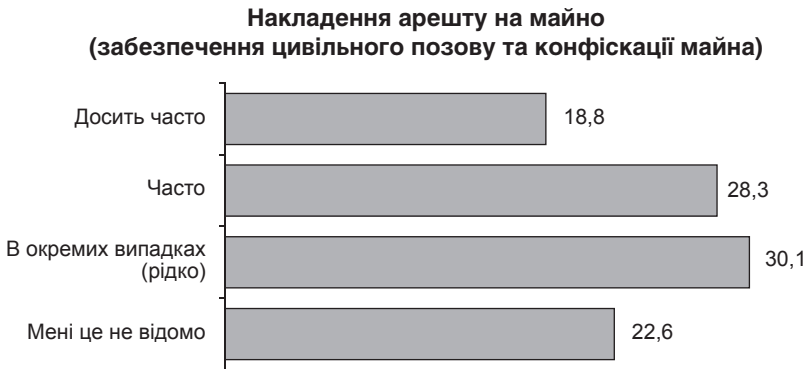 Накладення арешту на майно
(забезпечення цивільного позову та конфіскації майна)
Досить часто
18,8
Часто
28,3
В окремих випадках
(рідко)
30,1
Мені це не відомо
22,6